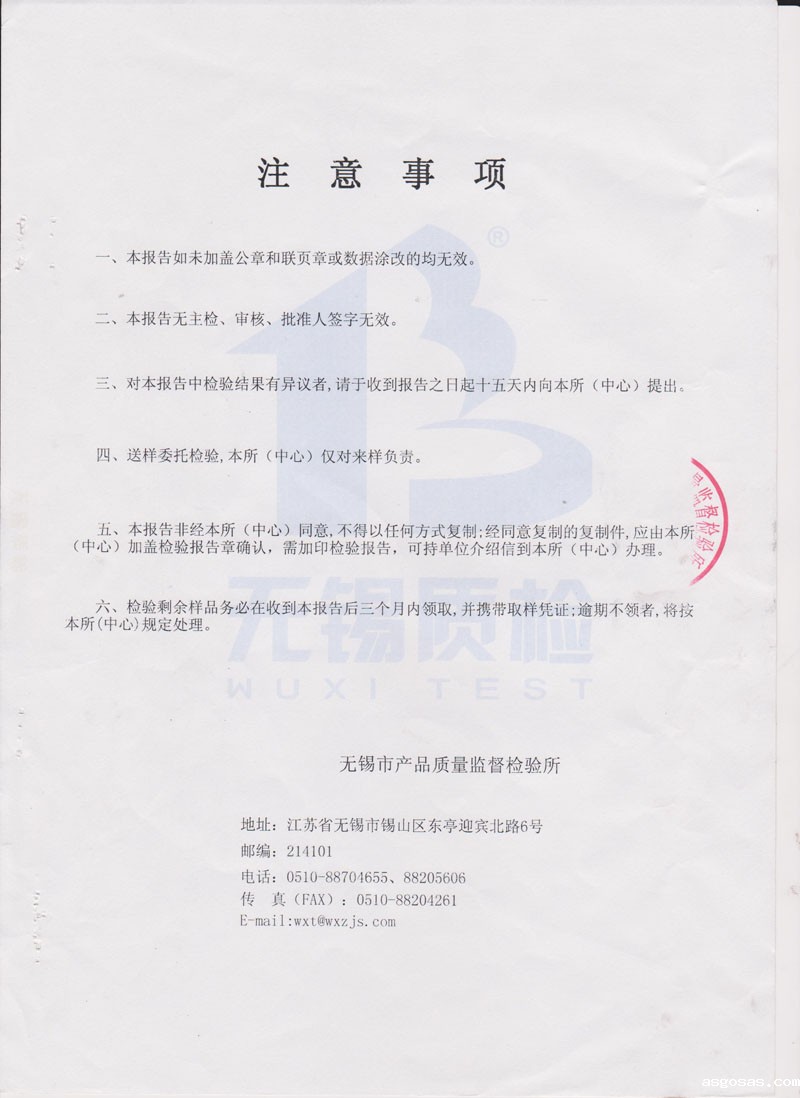 注意事项
®
一、本报告如未加盖公章和联页章或数据涂改的均无效。
二、本报告无主检、审核、批准人签字无效。
三、对本报告中检验结果有异议者,请于收到报告之日起十五天内向本所（中心）提出。
四、送样委托检验,本所（中心）仅对来样负责。
五、本报告非经本所（中心）同意,不得以任何方式复制;经同意复制的复制件,应由本所
（中心）加盖检验报告章确认，需加印检验报告，可持单位介绍信到本所（中心）办理。
监督检验
六、检验剩余样品务必在收到本报告后三个月内领取,并携带取样凭证;逾期不领者,将按
本所(中心)规定处理。
无锡质检
WUXI TEST
无锡市产品质量监督检验所
地址：江苏省无锡市锡山区东亭迎宾北路6号
邮编：214101
电话：0510-88704655、88205606
传　真（FAX）：0510-88204261
E-mail:wxt@wxzjs.com
asgosas.com